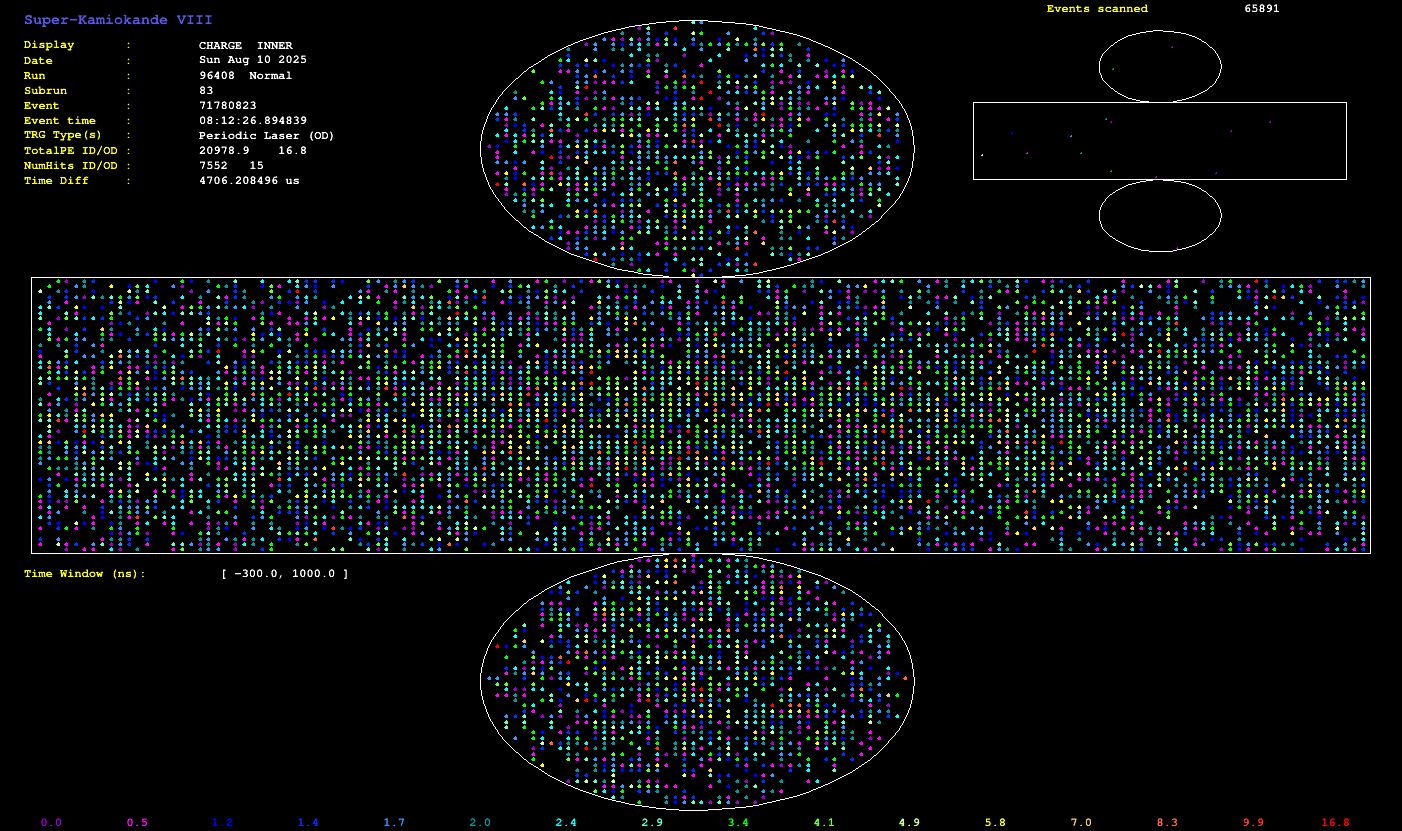 Super-Kamiokande VIII
Events scanned 65891
Display : CHARGE INNER
Date : Sun Aug 10 2025
Run : 96408 Normal
Subrun : 83
Event : 71780823
Event time : 08:12:26.894839
TRG Type(s) : Periodic Laser (OD)
TotalPE ID/OD : 20978.9 16.8
NumHits ID/OD : 7552 15
Time Diff : 4706.208496 us
Time Window (ns): [ -300.0, 1000.0 ]
0.0 0.5 1.2 1.4 1.7 2.0 2.4 2.9 3.4 4.1 4.9 5.8 7.0 8.3 9.9 16.8